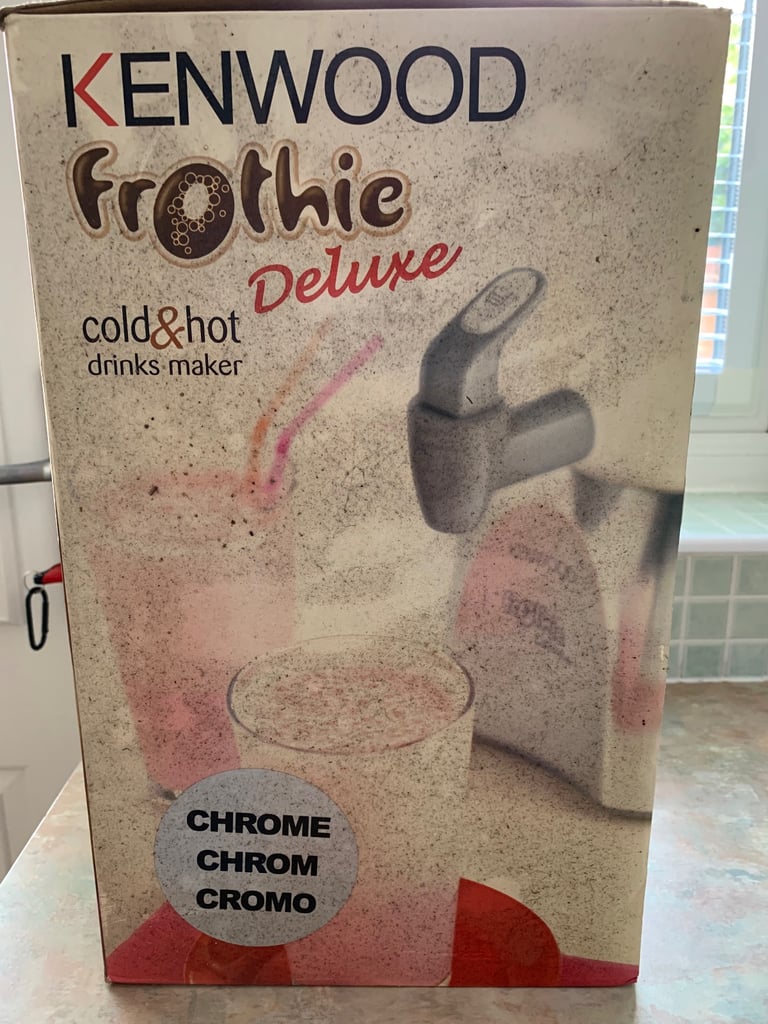 KENWOOD
frothie
Deluxe
cold&hot
drinks maker
CHROME
CHROM
CROMO